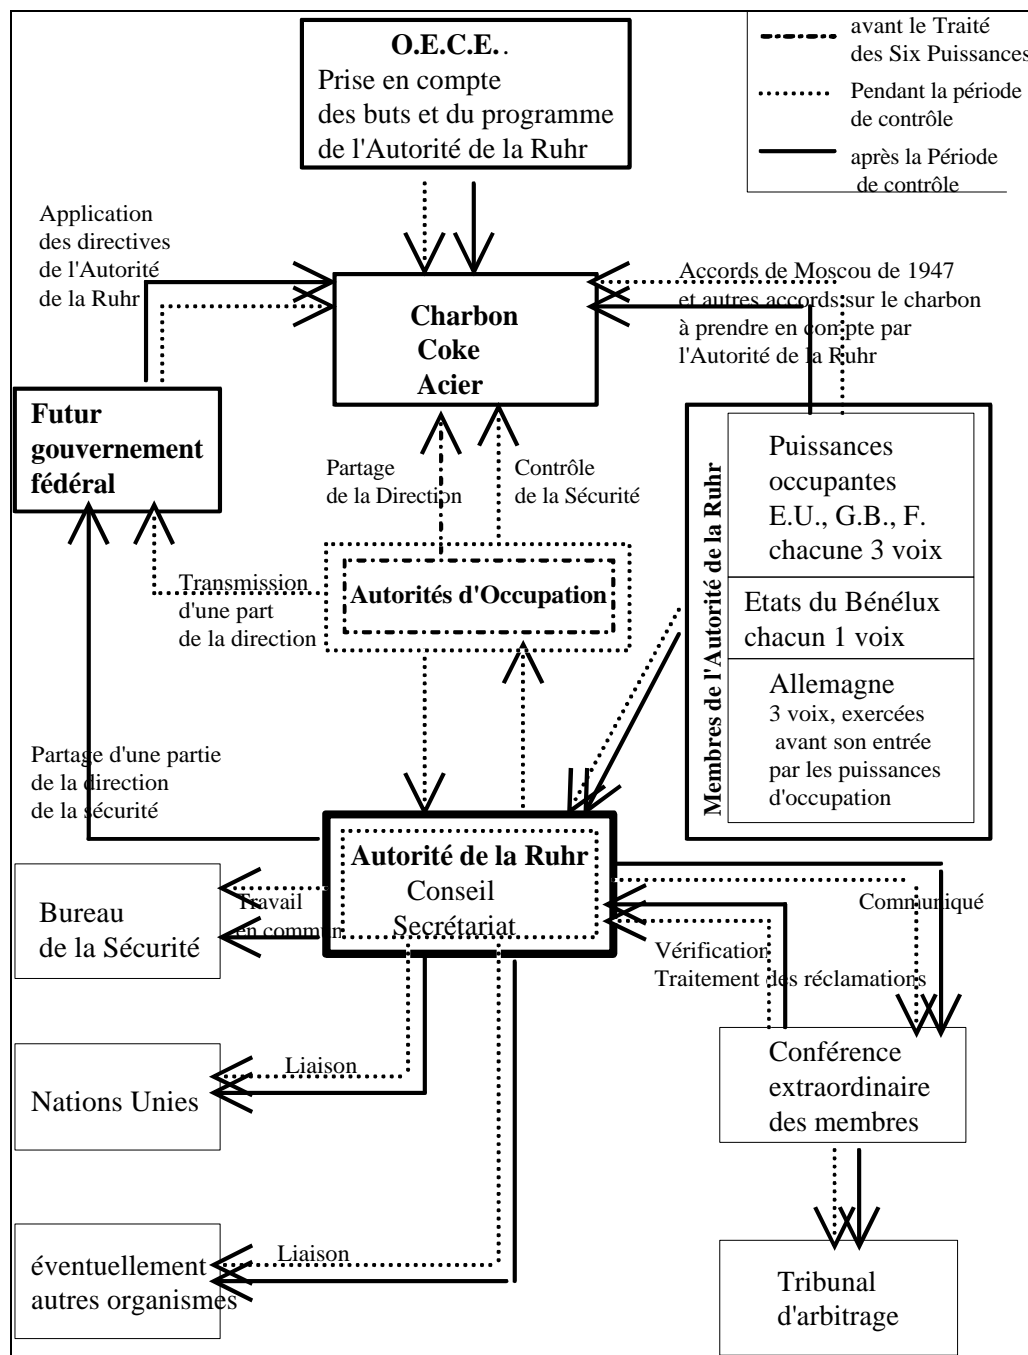 O.E.C.E..
Prise en compte
des buts et du programme
de l'Autorité de la Ruhr
avant le Traité
des Six Puissances
Pendant la période
de contrôle
après la Période
de contrôle
Application
des directives
de l'Autorité
de la Ruhr
Charbon
Coke
Acier
Accords de Moscou de 1947
et autres accords sur le charbon
à prendre en compte par
l'Autorité de la Ruhr
Futur
gouvernement
fédéral
Partage
de la Direction
Contrôle
de la Sécurité
Membres de l'Autorité de la Ruhr
Puissances
occupantes
E.U., G.B., F.
chacune 3 voix
Etats du Bénélux
chacun 1 voix
Allemagne
3 voix, exercées
avant son entrée
par les puissances
d'occupation
Transmission
d'une part
de la direction
Autorités d'Occupation
Partage d'une partie
de la direction
de la sécurité
Autorité de la Ruhr
Conseil
Secrétariat
Bureau
de la Sécurité
Travail
en commun
Communiqué
Vérification
Traitement des réclamations
Nations Unies
Liaison
Conférence
extraordinaire
des membres
éventuellement
autres organismes
Liaison
Tribunal
d'arbitrage